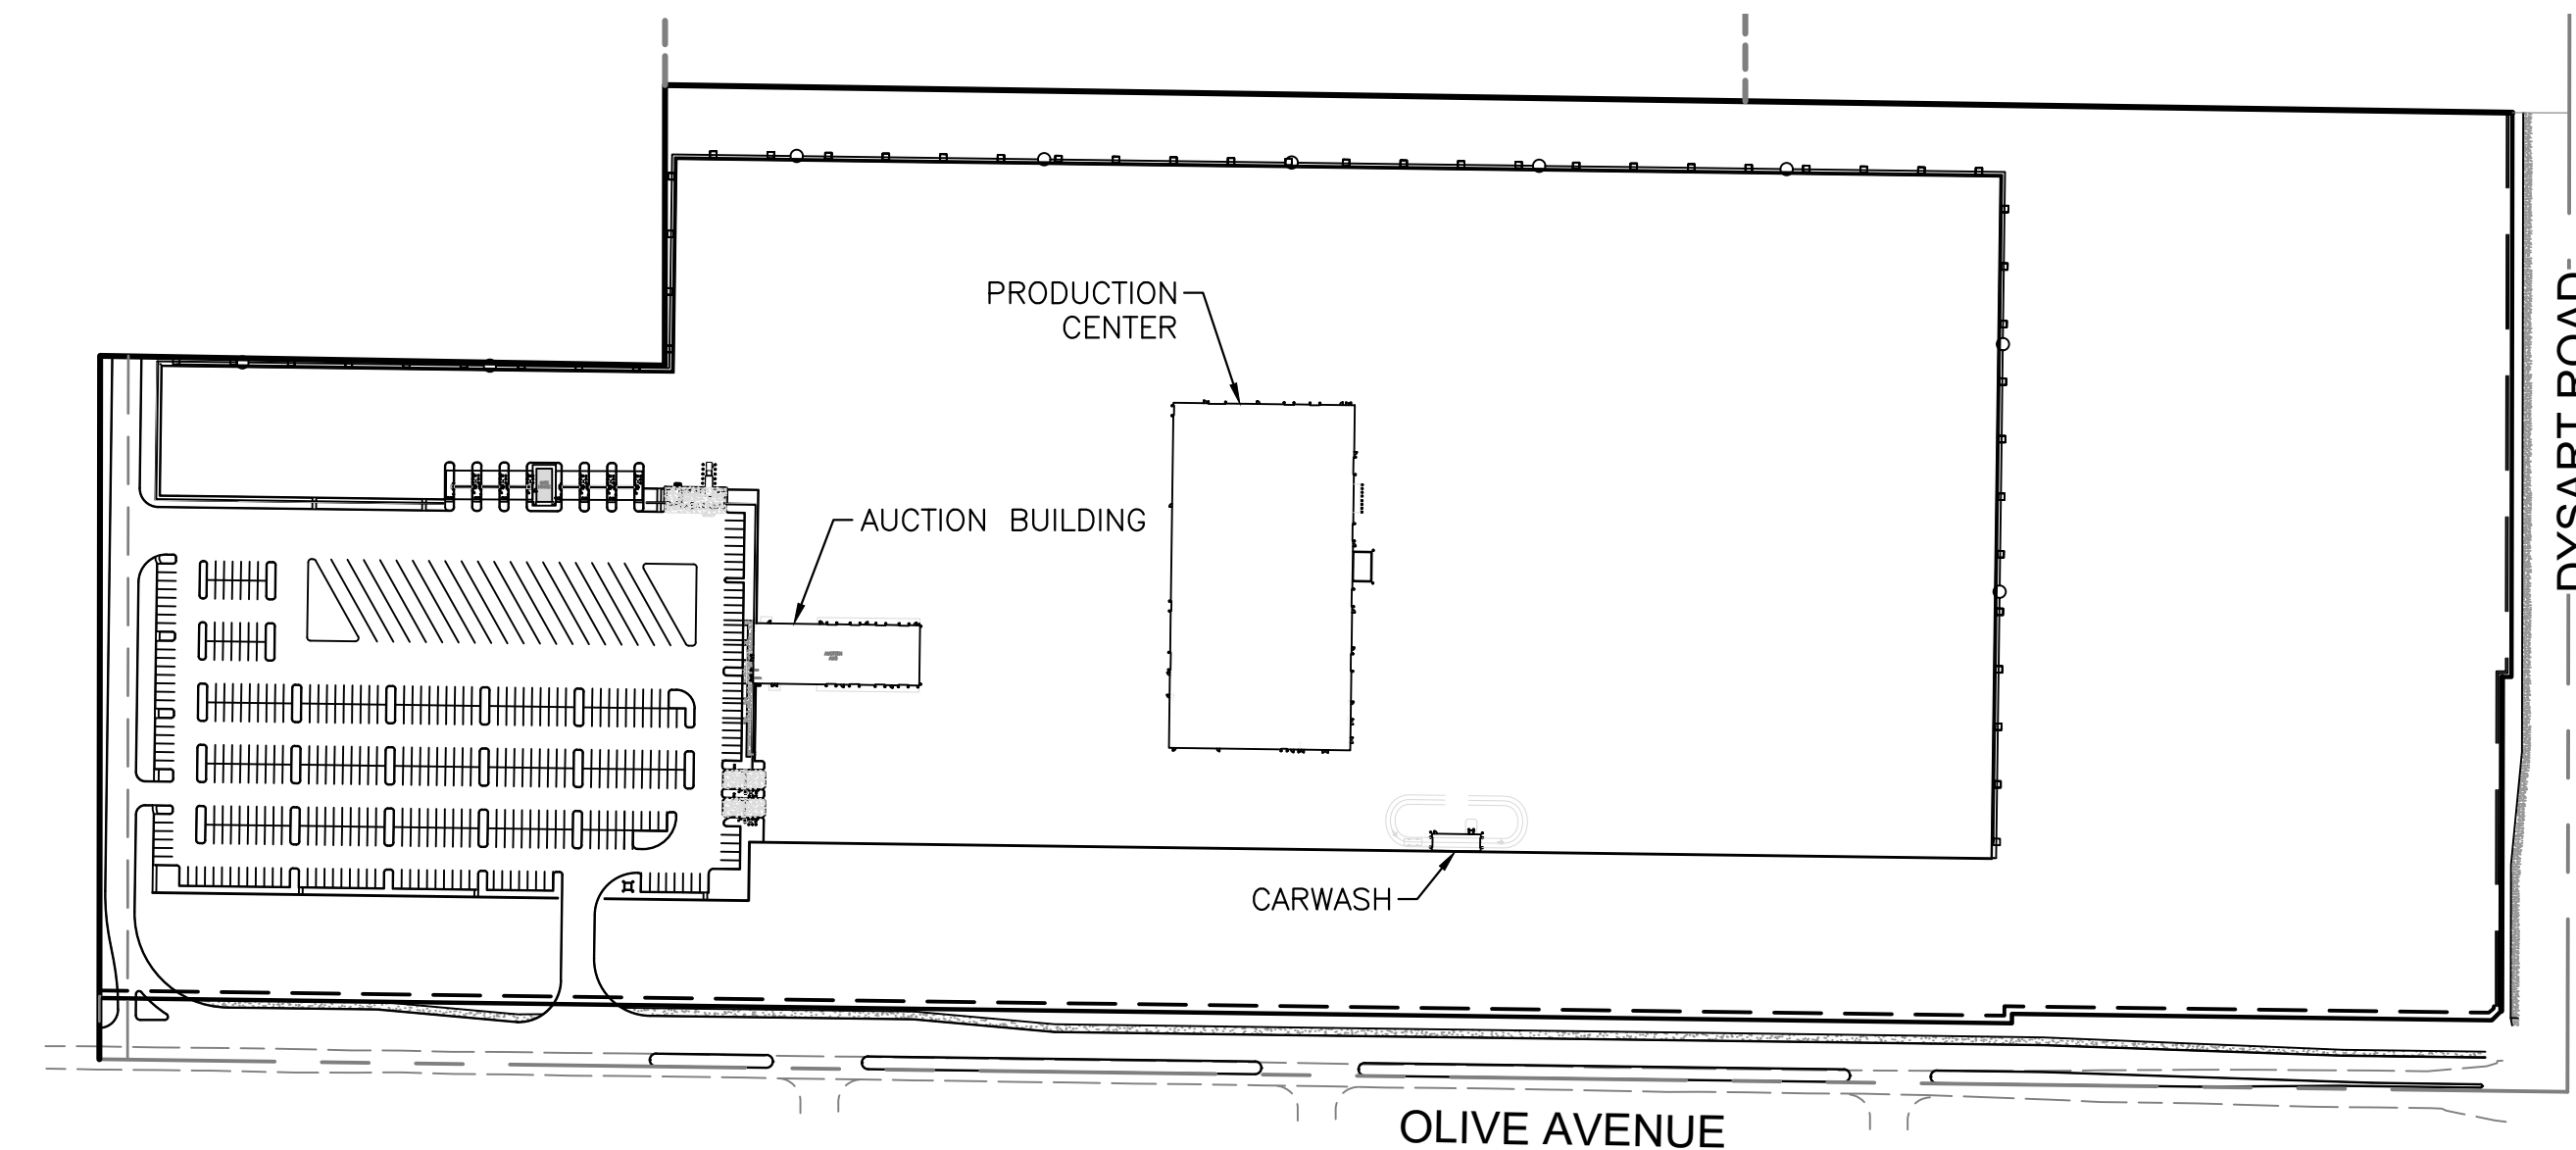 PRODUCTION
CENTER
AUCTION BUILDING
CARWASH
DYSART ROAD
OLIVE AVENUE